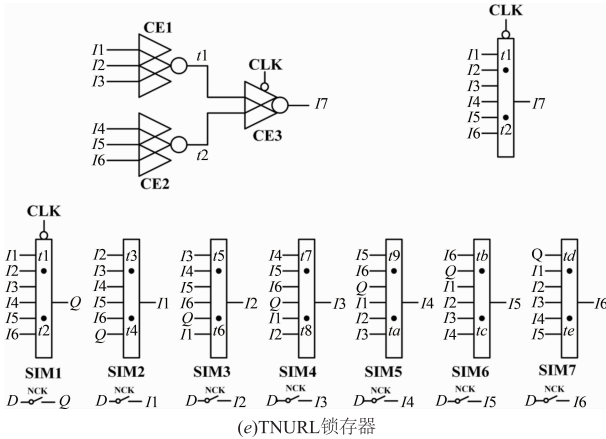 CE1
I1
I2
I3
t1
CLK
I7
CE3
I4
I5
I6
t2
CE2
CLK
I1 t1
I2
I3
I4 I7
I5 t2
I6
CLK
I1 t1
I2
I3
I4 Q
I5 t2
I6
SIM1
I2 t3
I3
I4
I5 I1
I6 t4
Q
SIM2
I3 t5
I4
I5
I6 I2
Q t6
I1
SIM3
I4 t7
I5
I6
Q I3
I1 t8
I2
SIM4
I5 t9
I6
Q
I1 I4
I2 ta
I3
SIM5
I6 tb
Q
I1
I2 I5
I3 tc
I4
SIM6
Q td
I1
I2
I3 I6
I4 te
I5
SIM7
NCK NCK NCK NCK NCK NCK NCK
D Q D I1 D I2 D I3 D I4 D I5 D I6
(e)TNURL锁存器